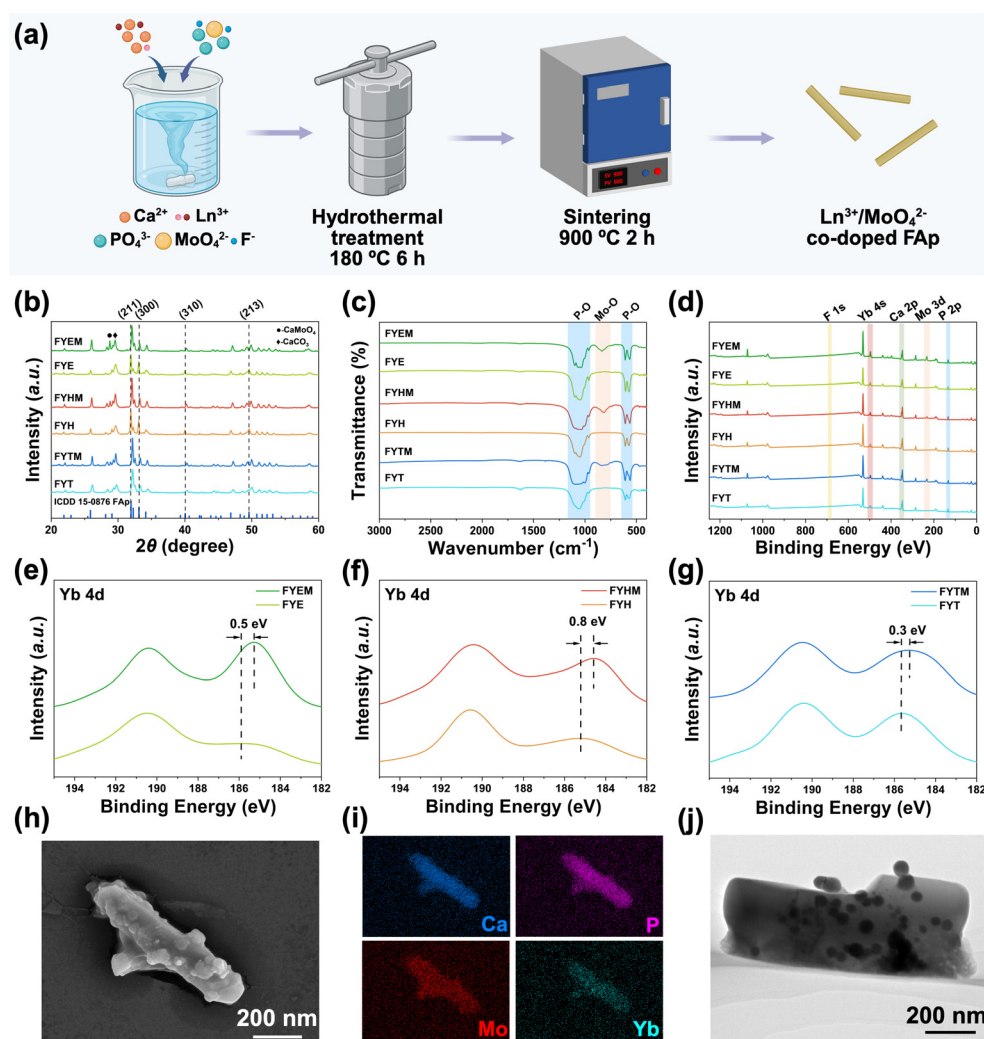 (a)
SV 900
PV 900
Ca²⁺ Ln³⁺
PO₄³⁻ MoO₄²⁻ F⁻
Hydrothermal
treatment
180 ºC 6 h
Sintering
900 ºC 2 h
Ln³⁺/MoO₄²⁻
co-doped FAp
(b)
(211)
(300)
(310)
(213)
●-CaMoO₄
♦-CaCO₃
FYEM
FYE
FYHM
FYH
FYTM
FYT
ICDD 15-0876 FAp
Intensity (a.u.)
20 30 40 50 60
2θ (degree)
(c)
P-O
Mo-O
P-O
FYEM
FYE
FYHM
FYH
FYTM
FYT
Transmittance (%)
3000 2500 2000 1500 1000 500
Wavenumber (cm⁻¹)
(d)
F 1s
Yb 4s
Ca 2p
Mo 3d
P 2p
FYEM
FYE
FYHM
FYH
FYTM
FYT
Intensity (a.u.)
1200 1000 800 600 400 200 0
Binding Energy (eV)
(e)
Yb 4d
FYEM
FYE
0.5 eV
Intensity (a.u.)
194 192 190 188 186 184 182
Binding Energy (eV)
(f)
Yb 4d
FYHM
FYH
0.8 eV
Intensity (a.u.)
194 192 190 188 186 184 182
Binding Energy (eV)
(g)
Yb 4d
FYTM
FYT
0.3 eV
Intensity (a.u.)
194 192 190 188 186 184 182
Binding Energy (eV)
(h)
200 nm
(i)
Ca
P
Mo
Yb
(j)
200 nm